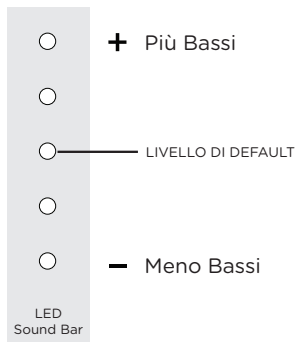 + Più Bassi
LIVELLO DI DEFAULT
− Meno Bassi
LED
Sound Bar